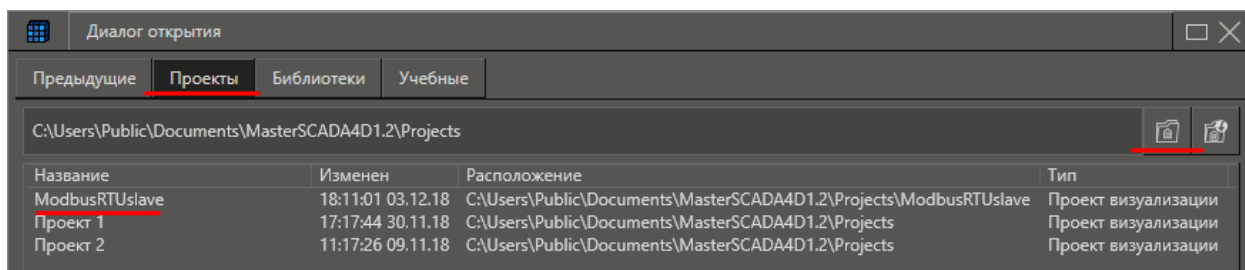 Диалог открытия
Предыдущие Проекты Библиотеки Учебные
C:\Users\Public\Documents\MasterSCADA4D1.2\Projects
Название Изменен Расположение Тип
ModbusRTUslave 18:11:01 03.12.18 C:\Users\Public\Documents\MasterSCADA4D1.2\Projects\ModbusRTUslave Проект визуализации
Проект 1 17:17:44 30.11.18 C:\Users\Public\Documents\MasterSCADA4D1.2\Projects Проект визуализации
Проект 2 11:17:26 09.11.18 C:\Users\Public\Documents\MasterSCADA4D1.2\Projects Проект визуализации